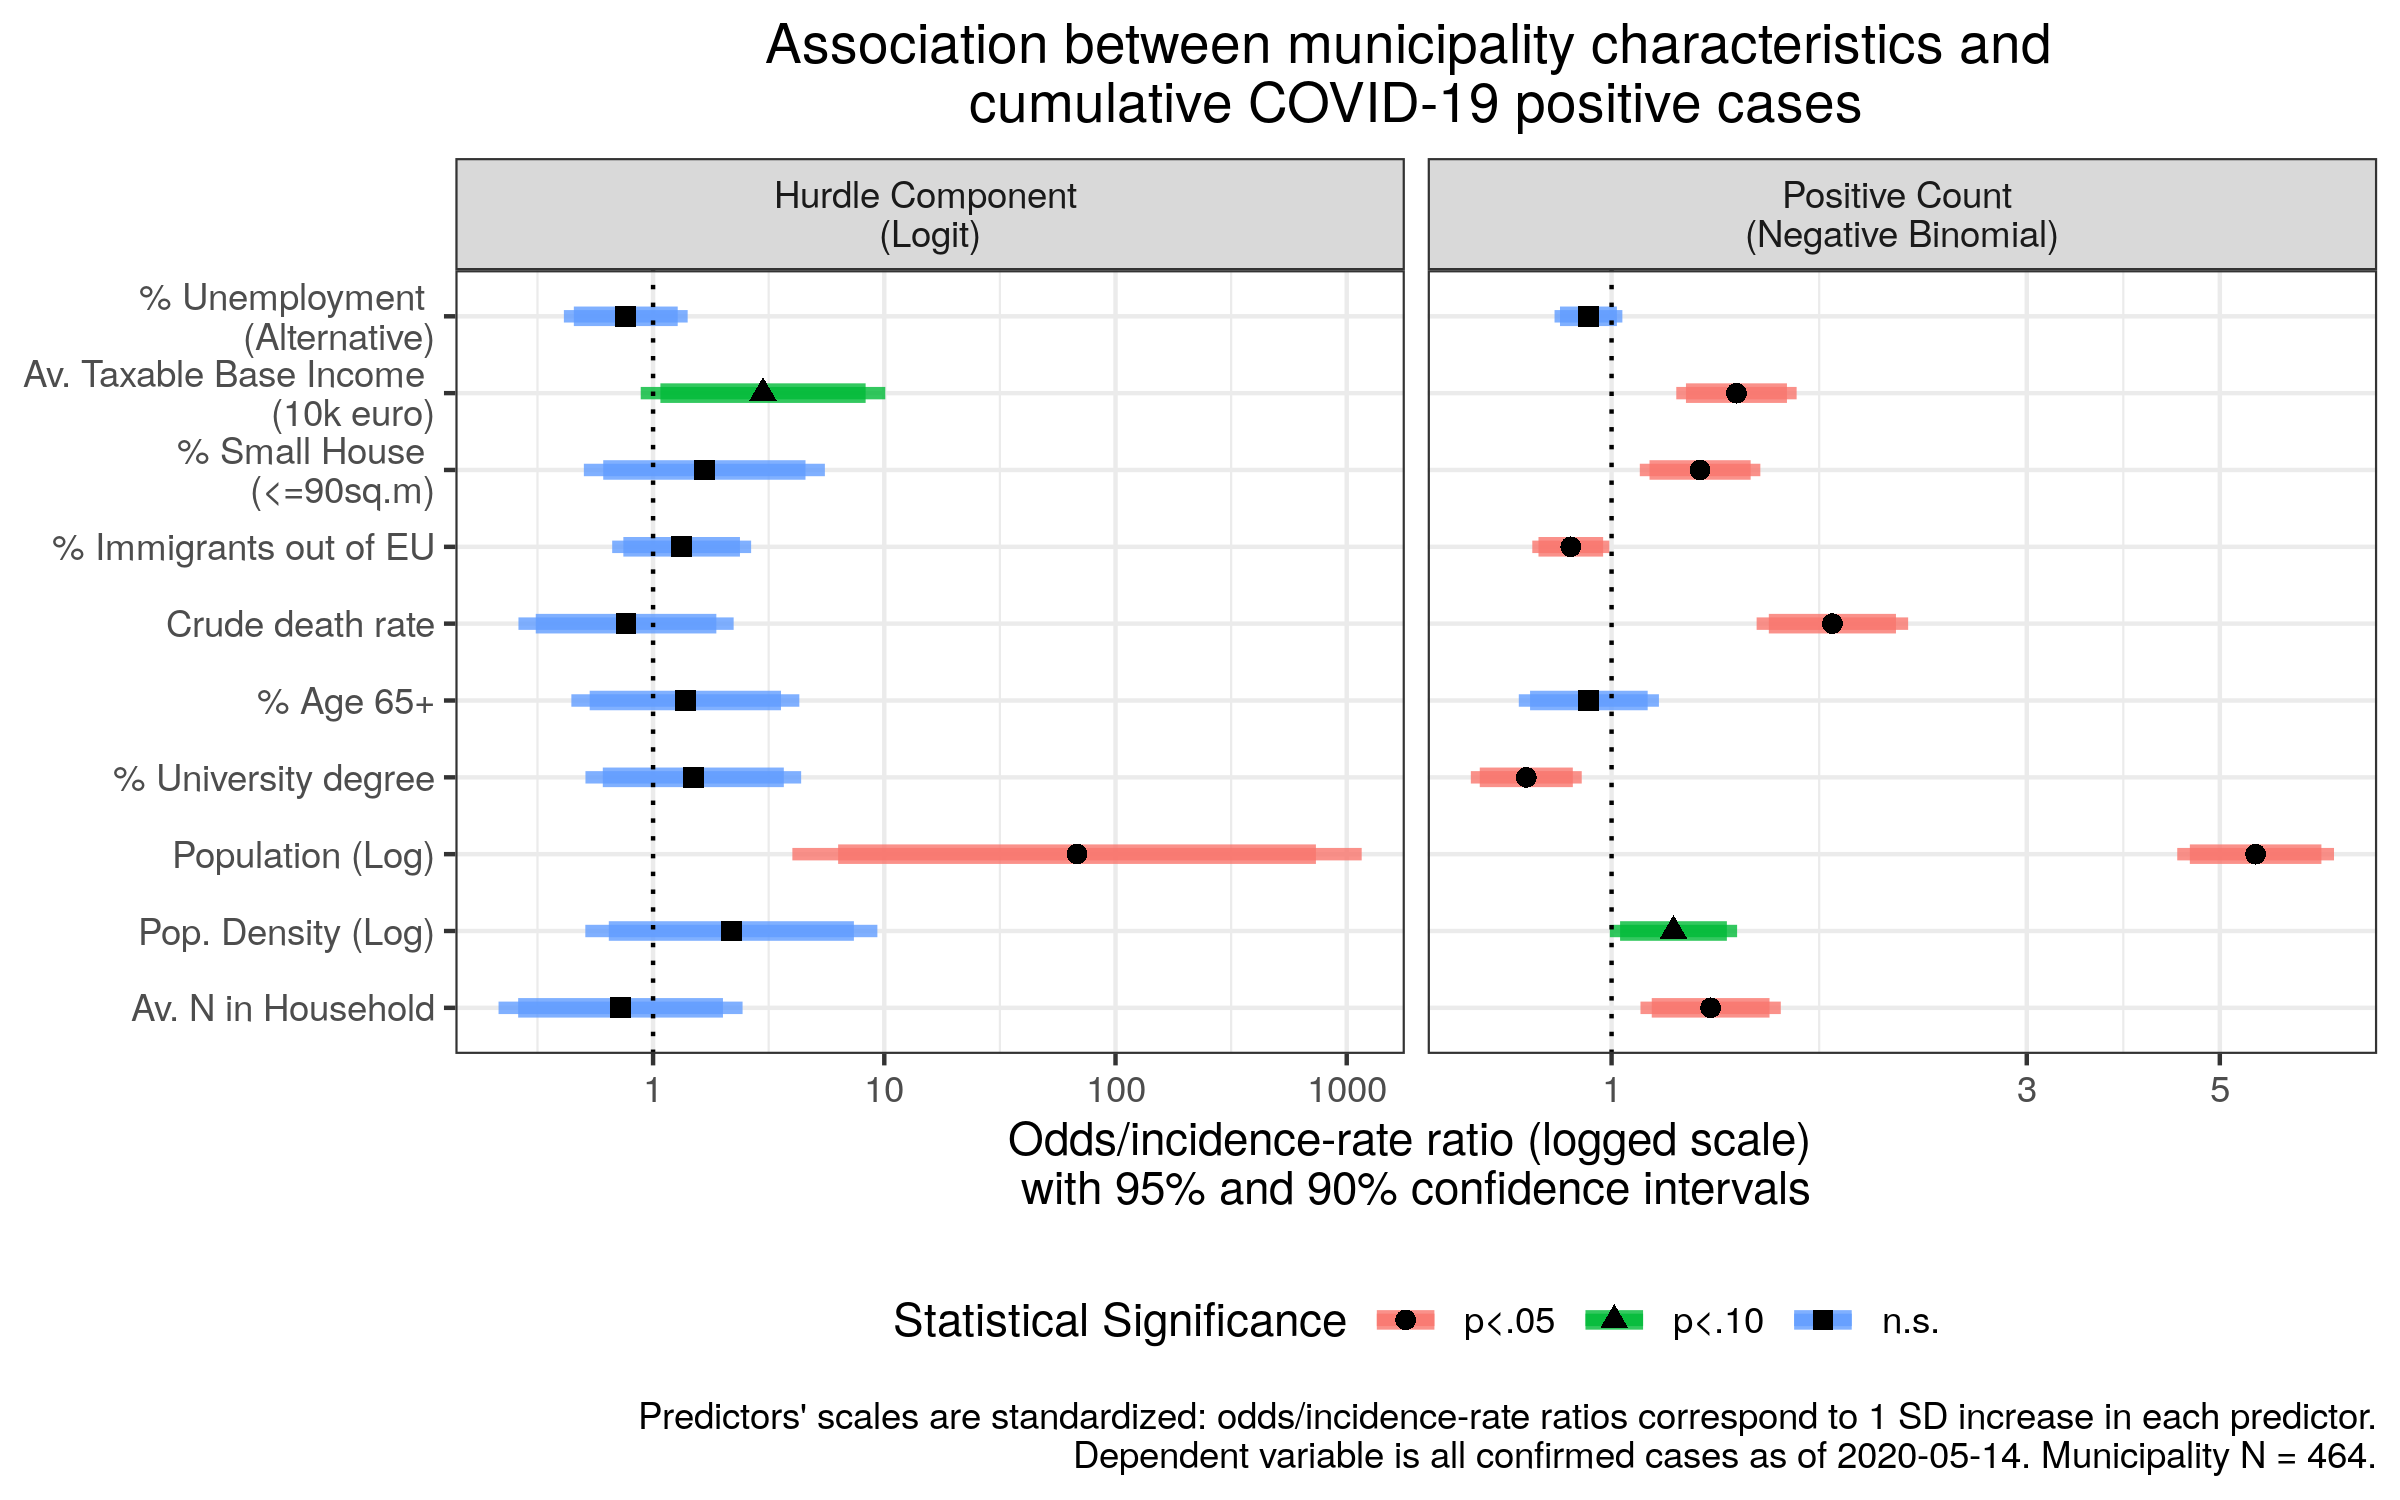 Association between municipality characteristics and
cumulative COVID-19 positive cases
Hurdle Component
(Logit)
Positive Count
(Negative Binomial)
% Unemployment
(Alternative)
Av. Taxable Base Income
(10k euro)
% Small House
(<=90sq.m)
% Immigrants out of EU
Crude death rate
% Age 65+
% University degree
Population (Log)
Pop. Density (Log)
Av. N in Household
1 10 100 1000
1 3 5
Odds/incidence-rate ratio (logged scale)
with 95% and 90% confidence intervals
Statistical Significance p<.05 p<.10 n.s.
Predictors' scales are standardized: odds/incidence-rate ratios correspond to 1 SD increase in each predictor.
Dependent variable is all confirmed cases as of 2020-05-14. Municipality N = 464.